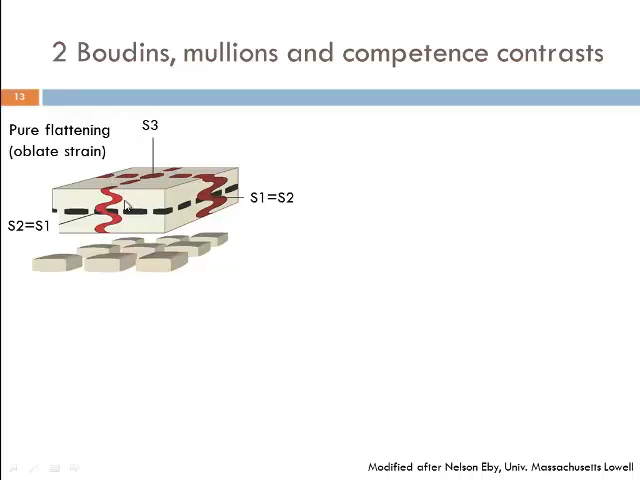 2 Boudins, mullions and competence contrasts
13
Pure flattening
(oblate strain)
S3
S1=S2
S2=S1
Modified after Nelson Eby, Univ. Massachusetts Lowell